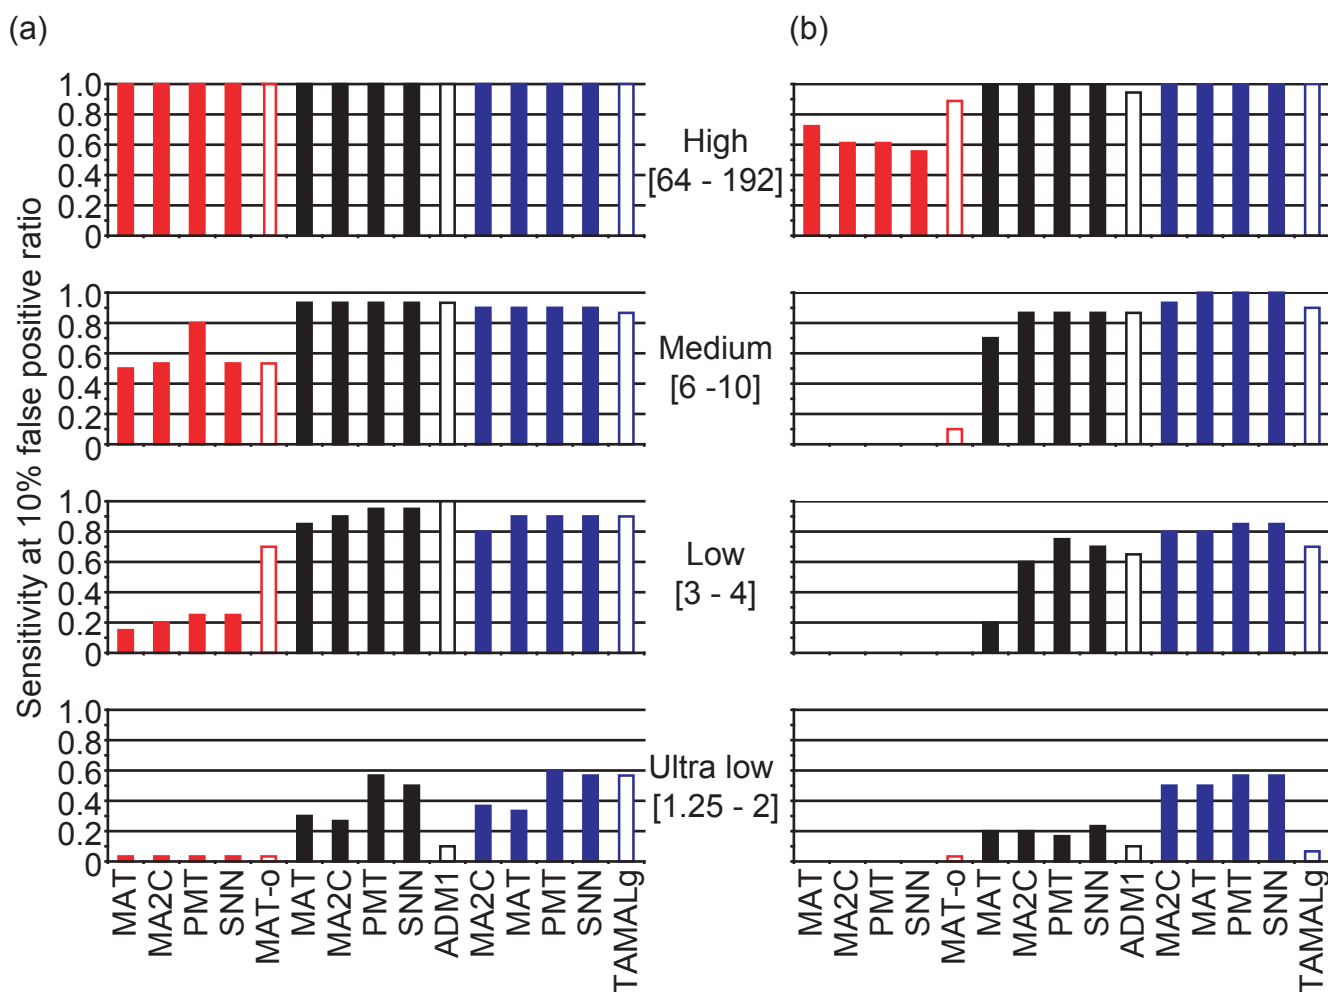 (a)
(b)
Sensitivity at 10% false positive ratio
1.0
0.8
0.6
0.4
0.2
0
High
[64 - 192]
1.0
0.8
0.6
0.4
0.2
0
Medium
[6 -10]
1.0
0.8
0.6
0.4
0.2
0
Low
[3 - 4]
1.0
0.8
0.6
0.4
0.2
0
Ultra low
[1.25 - 2]
MAT
MA2C
PMT
SNN
MAT-o
MAT
MA2C
PMT
SNN
ADM1
MA2C
MAT
PMT
SNN
TAMALg
MAT
MA2C
PMT
SNN
MAT-o
MAT
MA2C
PMT
SNN
ADM1
MA2C
MAT
PMT
SNN
TAMALg